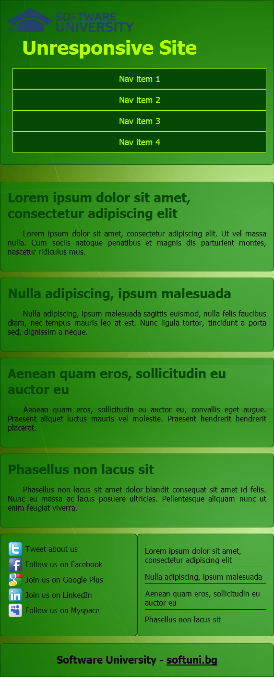 SOFTWARE
UNIVERSITY
Unresponsive Site
Nav item 1
Nav item 2
Nav item 3
Nav item 4
Lorem ipsum dolor sit amet,
consectetur adipiscing elit
Lorem ipsum dolor sit amet, consectetur adipiscing elit. Ut vel massa
nulla. Cum sociis natoque penatibus et magnis dis parturient montes,
nascetur ridiculus mus.
Nulla adipiscing, ipsum malesuada
Nulla adipiscing, ipsum malesuada sagittis euismod, nulla felis faucibus
diam, nec tempus mauris leo at est. Nunc ligula tortor, tincidunt a porta
sed, dignissim a neque.
Aenean quam eros, sollicitudin eu
auctor eu
Aenean quam eros, sollicitudin eu auctor eu, convallis eget augue.
Praesent aliquet luctus mauris vel molestie. Praesent hendrerit hendrerit
placerat.
Phasellus non lacus sit
Phasellus non lacus sit amet dolor blandit consequat sit amet id felis.
Nunc eu massa ac lacus posuere ultricies. Pellentesque aliquam nunc ut
enim feugiat viverra.
Tweet about us
Follow us on Facebook
Join us on Google Plus
Join us on LinkedIn
Follow us on Myspace
Lorem ipsum dolor sit amet,
consectetur adipiscing elit
Nulla adipiscing, ipsum malesuada
Aenean quam eros, sollicitudin eu
auctor eu
Phasellus non lacus sit
Software University - softuni.bg